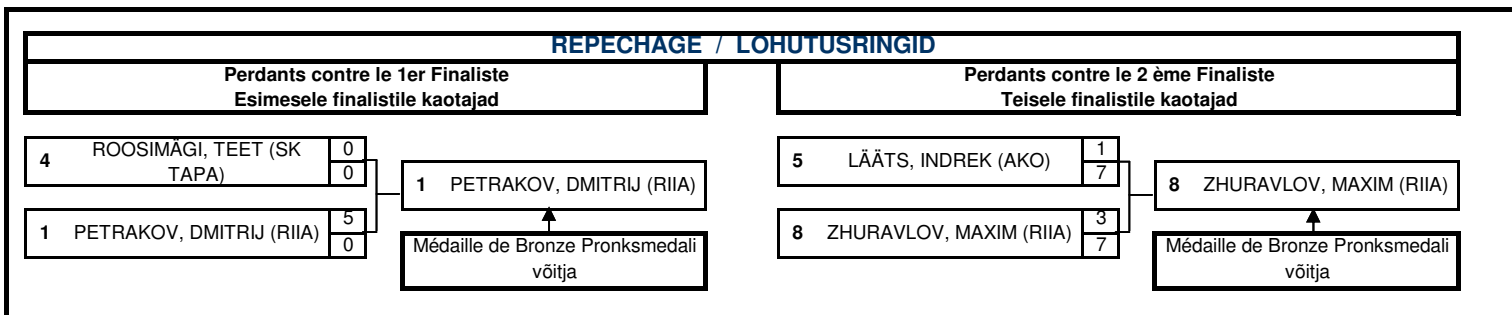 REPECHAGE / LOHUTUSRINGID
Perdants contre le 1er Finaliste
Esimesele finalistile kaotajad
Perdants contre le 2 ème Finaliste
Teisele finalistile kaotajad
4 ROOSIMÄGI, TEET (SK
TAPA)
0
0
1 PETRAKOV, DMITRIJ (RIIA)
1 PETRAKOV, DMITRIJ (RIIA)
5
0
Médaille de Bronze Pronksmedali
võitja
5 LÄÄTS, INDREK (AKO)
1
7
8 ZHURAVLOV, MAXIM (RIIA)
8 ZHURAVLOV, MAXIM (RIIA)
3
7
Médaille de Bronze Pronksmedali
võitja